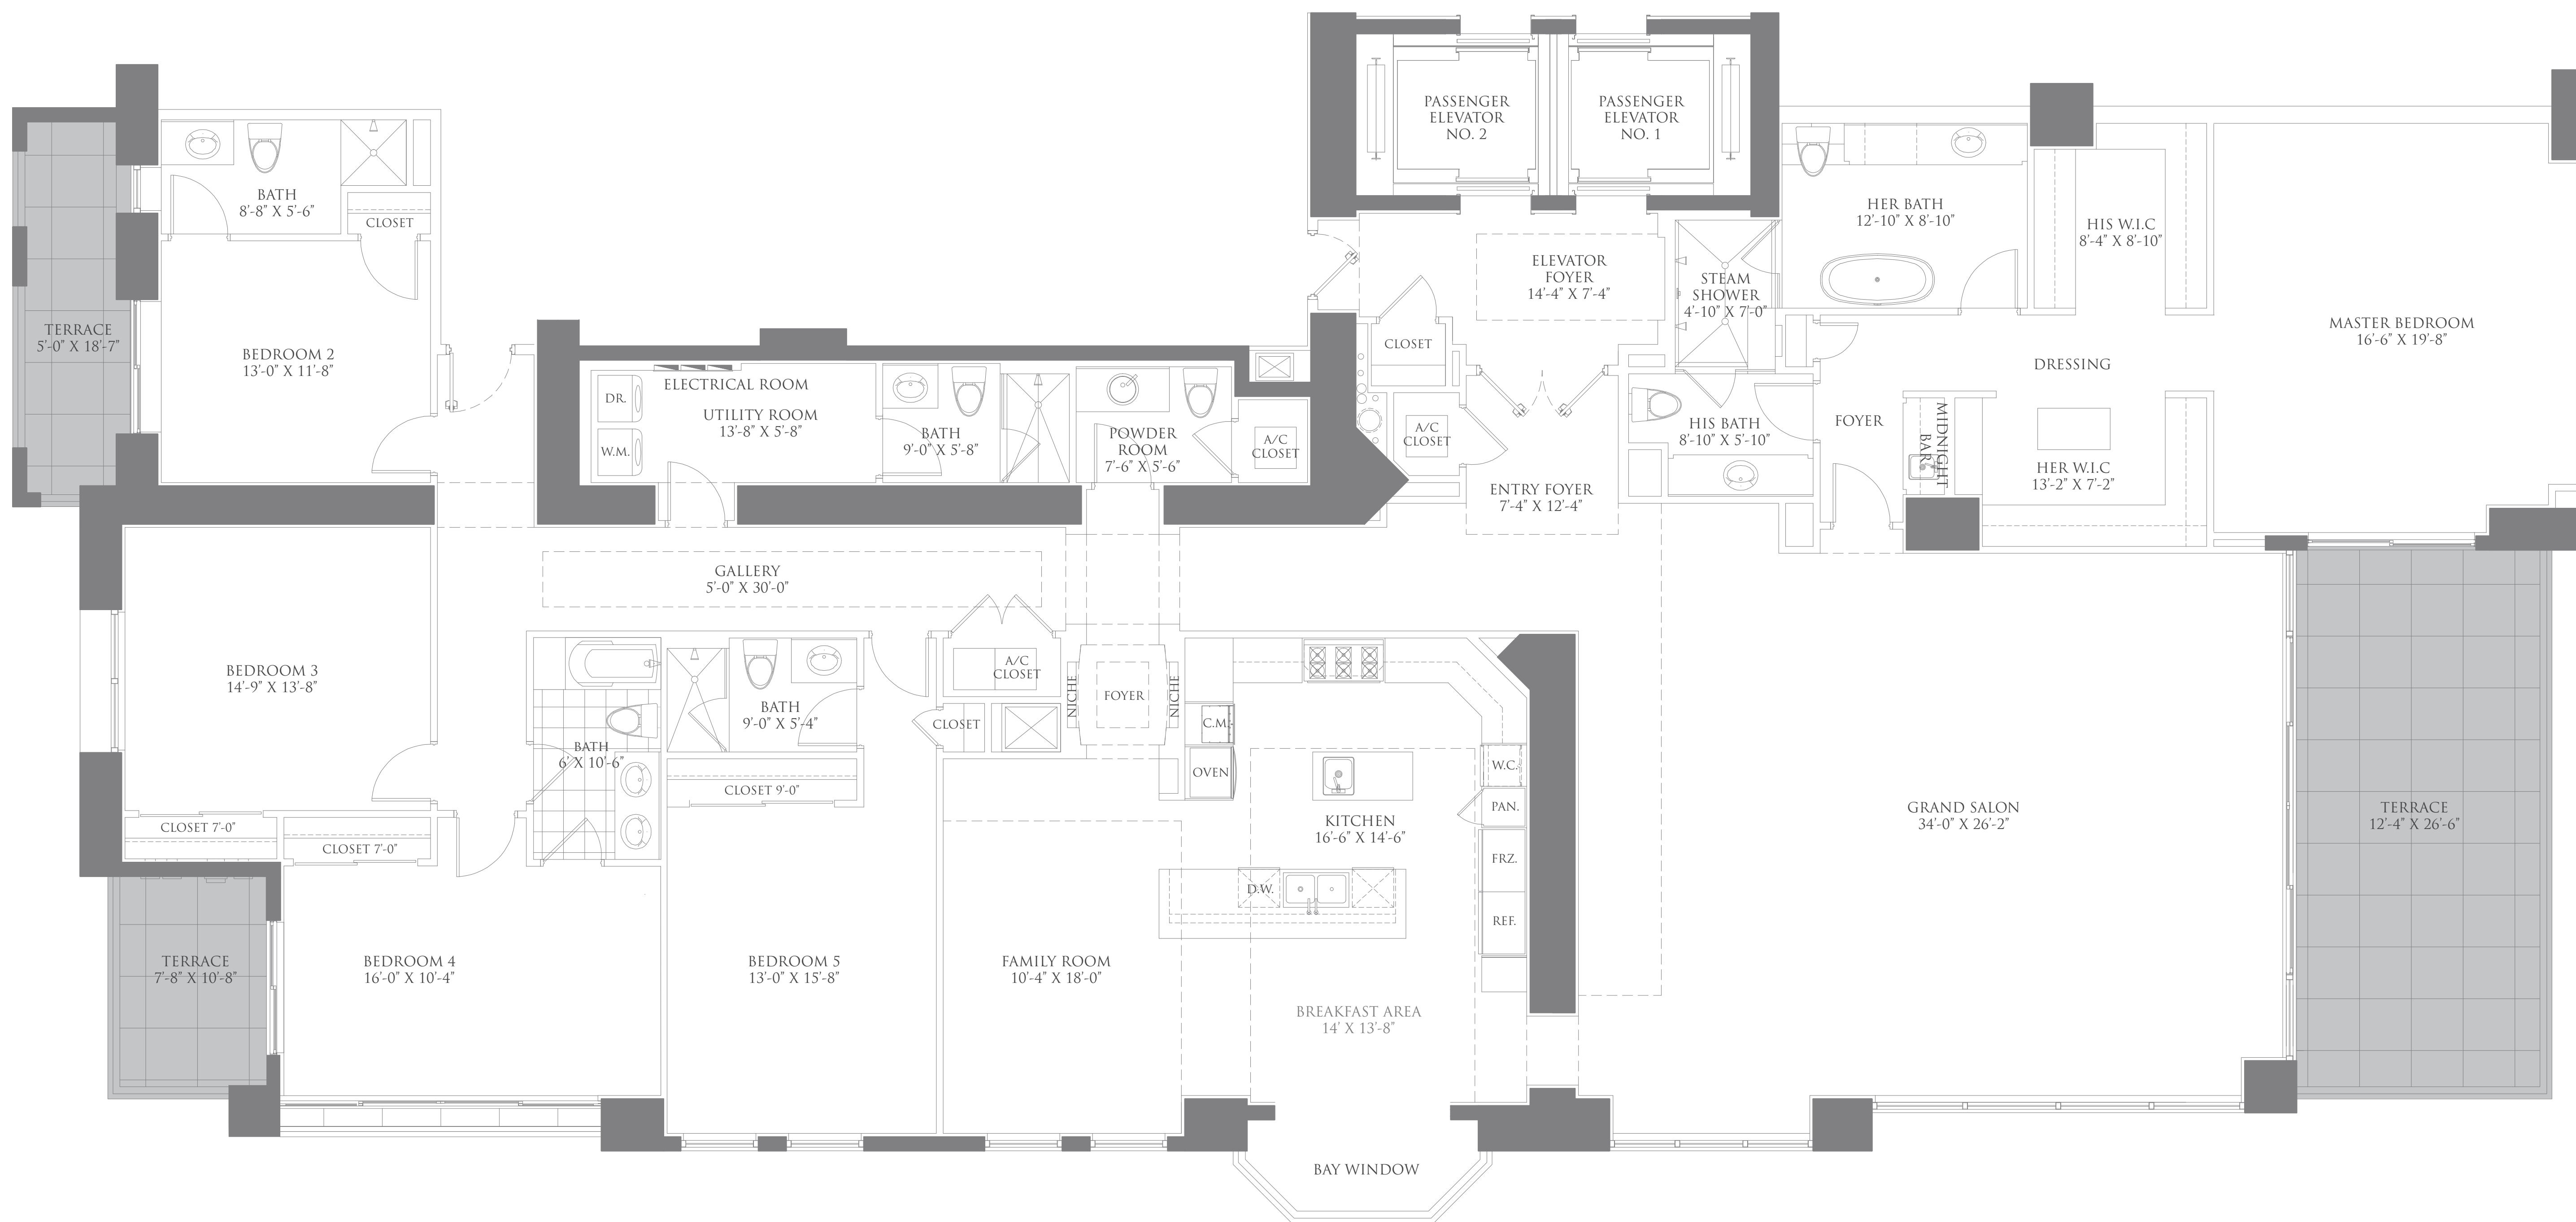 PASSENGER
ELEVATOR
NO. 2
PASSENGER
ELEVATOR
NO. 1
BATH
8'-8" X 5'-6"
CLOSET
HER BATH
12'-10" X 8'-10"
HIS W.I.C
8'-4" X 8'-10"
ELEVATOR
FOYER
14'-4" X 7'-4"
STEAM
SHOWER
4'-10" X 7'-0"
TERRACE
5'-0" X 18'-7"
BEDROOM 2
13'-0" X 11'-8"
CLOSET
MASTER BEDROOM
16'-6" X 19'-8"
DRESSING
ELECTRICAL ROOM
DR.
UTILITY ROOM
13'-8" X 5'-8"
W.M.
BATH
9'-0" X 5'-8"
POWDER
ROOM
7'-6" X 5'-6"
A/C
CLOSET
A/C
CLOSET
HIS BATH
8'-10" X 5'-10"
FOYER
MIDNIGHT
BAR
HER W.I.C
13'-2" X 7'-2"
ENTRY FOYER
7'-4" X 12'-4"
GALLERY
5'-0" X 30'-0"
BEDROOM 3
14'-9" X 13'-8"
A/C
CLOSET
NICHE
FOYER
NICHE
BATH
9'-0" X 5'-4"
CLOSET
C.M.
BATH
6' X 10'-6"
OVEN
W.C.
CLOSET 9'-0"
PAN.
KITCHEN
16'-6" X 14'-6"
GRAND SALON
34'-0" X 26'-2"
TERRACE
12'-4" X 26'-6"
CLOSET 7'-0"
CLOSET 7'-0"
FRZ.
D.W.
REF.
TERRACE
7'-8" X 10'-8"
BEDROOM 4
16'-0" X 10'-4"
BEDROOM 5
13'-0" X 15'-8"
FAMILY ROOM
10'-4" X 18'-0"
BREAKFAST AREA
14' X 13'-8"
BAY WINDOW